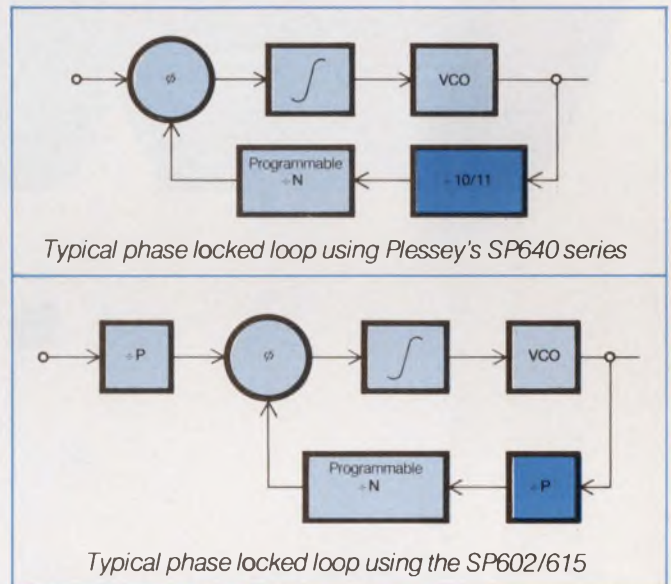 ø
∫
VCO
Programmable
÷N
÷10/11
Typical phase locked loop using Plessey's SP640 series
÷P
ø
∫
VCO
Programmable
÷N
÷P
Typical phase locked loop using the SP602/615